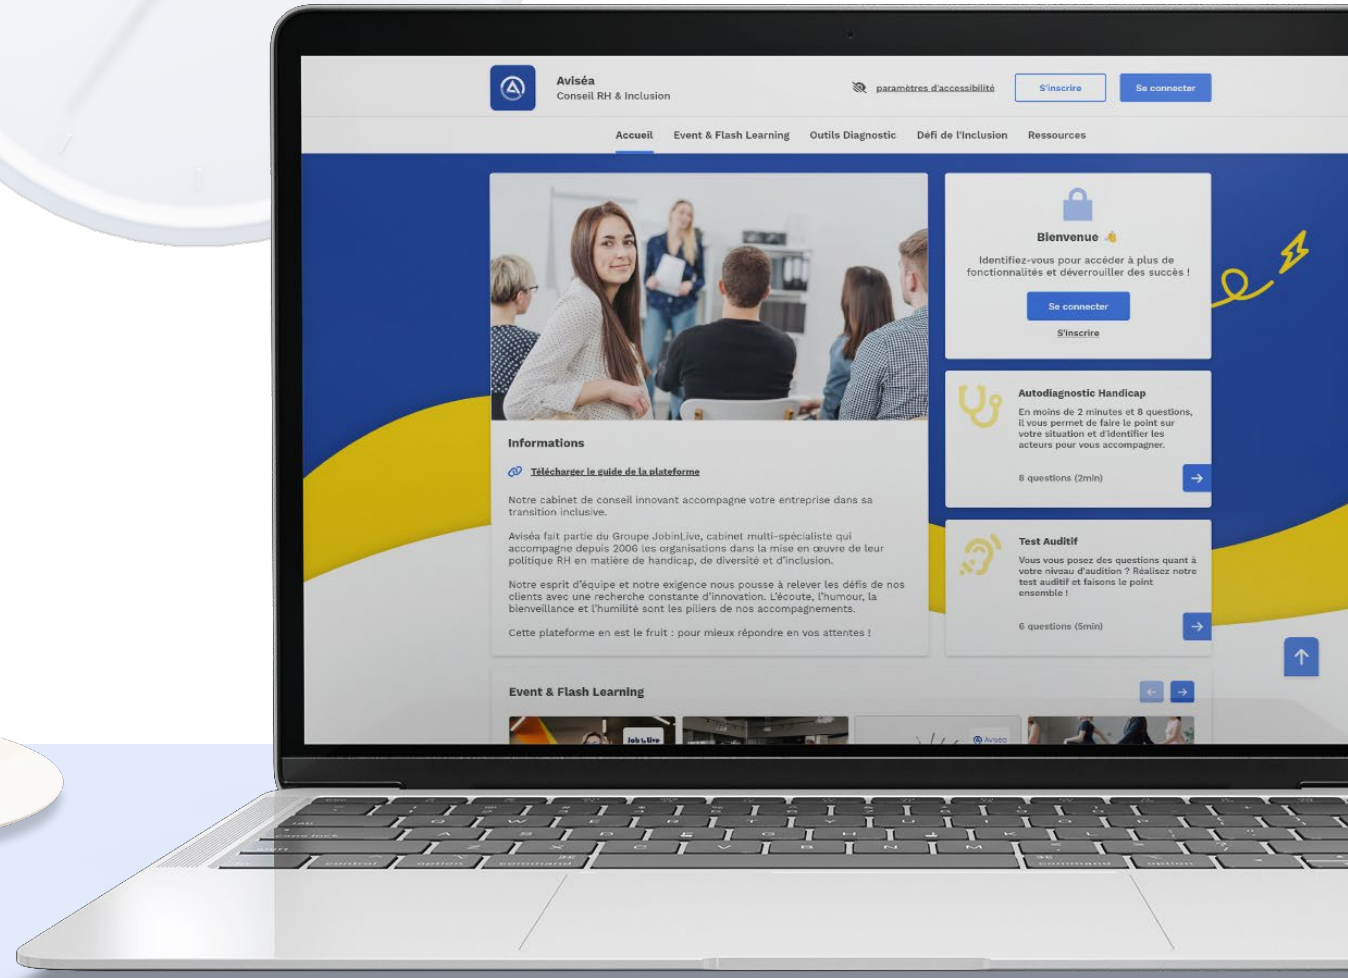 Aviséa
Conseil RH & Inclusion
paramètres d'accessibilité
S'inscrire
Se connecter
Accueil
Event & Flash Learning
Outils Diagnostic
Défi de l'Inclusion
Ressources
Bienvenue 👋
Identifiez-vous pour accéder à plus de
fonctionnalités et déverrouiller des succès !
Se connecter
S'inscrire
Informations
Télécharger le guide de la plateforme
Notre cabinet de conseil innovant accompagne votre entreprise dans sa
transition inclusive.
Aviséa fait partie du Groupe JobinLive, cabinet multi-spécialiste qui
accompagne depuis 2006 les organisations dans la mise en œuvre de leur
politique RH en matière de handicap, de diversité et d'inclusion.
Notre esprit d'équipe et notre exigence nous pousse à relever les défis de nos
clients avec une recherche constante d'innovation. L'écoute, l'humour, la
bienveillance et l'humilité sont les piliers de nos accompagnements.
Cette plateforme en est le fruit : pour mieux répondre en vos attentes !
Autodiagnostic Handicap
En moins de 2 minutes et 8 questions,
il vous permet de faire le point sur
votre situation et d'identifier les
acteurs pour vous accompagner.
8 questions (2min)
Test Auditif
Vous vous posez des questions quant à
votre niveau d'audition ? Réalisez notre
test auditif et faisons le point
ensemble !
6 questions (5min)
Event & Flash Learning
Aviséa
control
option
command
command
option